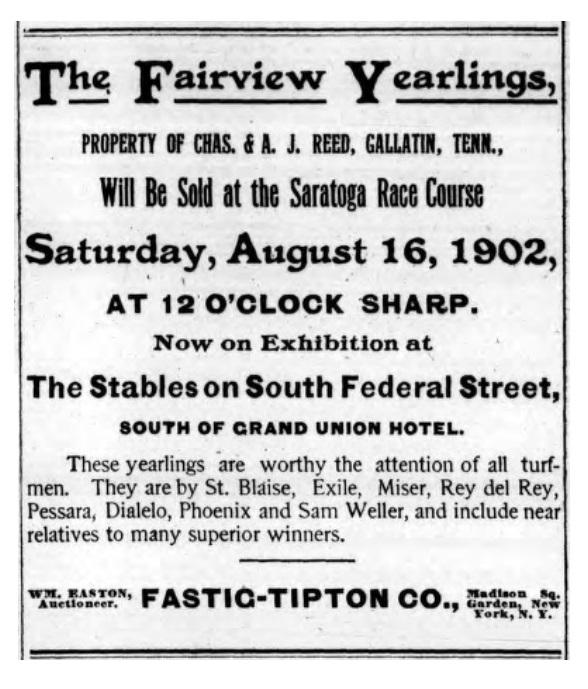 The Fairview Yearlings,
PROPERTY OF CHAS. & A. J. REED, GALLATIN, TENN.,
Will Be Sold at the Saratoga Race Course
Saturday, August 16, 1902,
AT 12 O'CLOCK SHARP.
Now on Exhibition at
The Stables on South Federal Street,
SOUTH OF GRAND UNION HOTEL.
These yearlings are worthy the attention of all turf-
men. They are by St. Blaise, Exile, Miser, Rey del Rey,
Pessara, Dialelo, Phoenix and Sam Weller, and include near
relatives to many superior winners.
WM. EASTON,
Auctioneer.
FASTIG-TIPTON CO.,
Madison Sq.
Garden, New
York, N. Y.